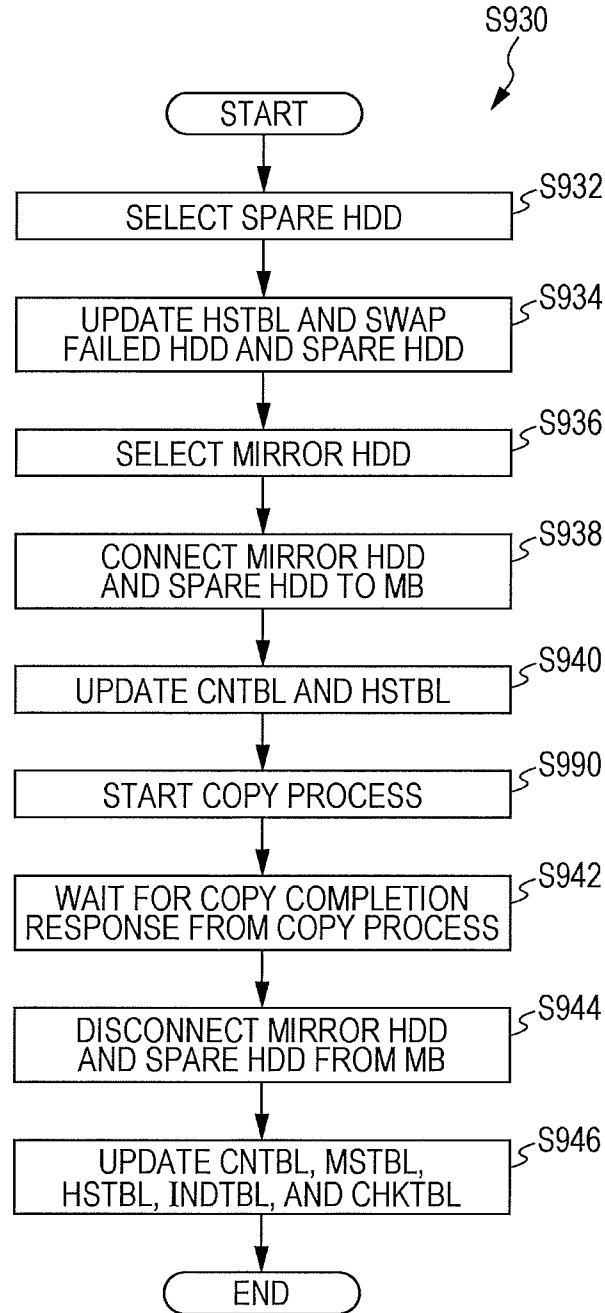 S930
START
S932
SELECT SPARE HDD
S934
UPDATE HSTBL AND SWAP
FAILED HDD AND SPARE HDD
S936
SELECT MIRROR HDD
S938
CONNECT MIRROR HDD
AND SPARE HDD TO MB
S940
UPDATE CNTBL AND HSTBL
S990
START COPY PROCESS
S942
WAIT FOR COPY COMPLETION
RESPONSE FROM COPY PROCESS
S944
DISCONNECT MIRROR HDD
AND SPARE HDD FROM MB
S946
UPDATE CNTBL, MSTBL,
HSTBL, INDTBL, AND CHKTBL
END